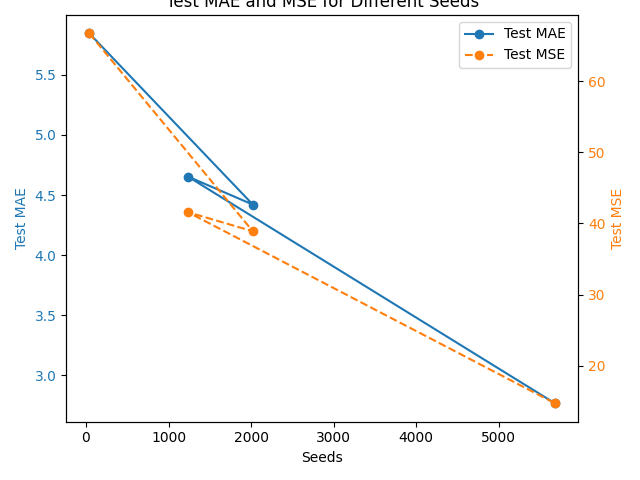 Test MAE and MSE for Different Seeds
Test MAE
Test MSE
5.5
5.0
4.5
4.0
3.5
3.0
Test MAE
60
50
40
30
20
Test MSE
0 1000 2000 3000 4000 5000
Seeds